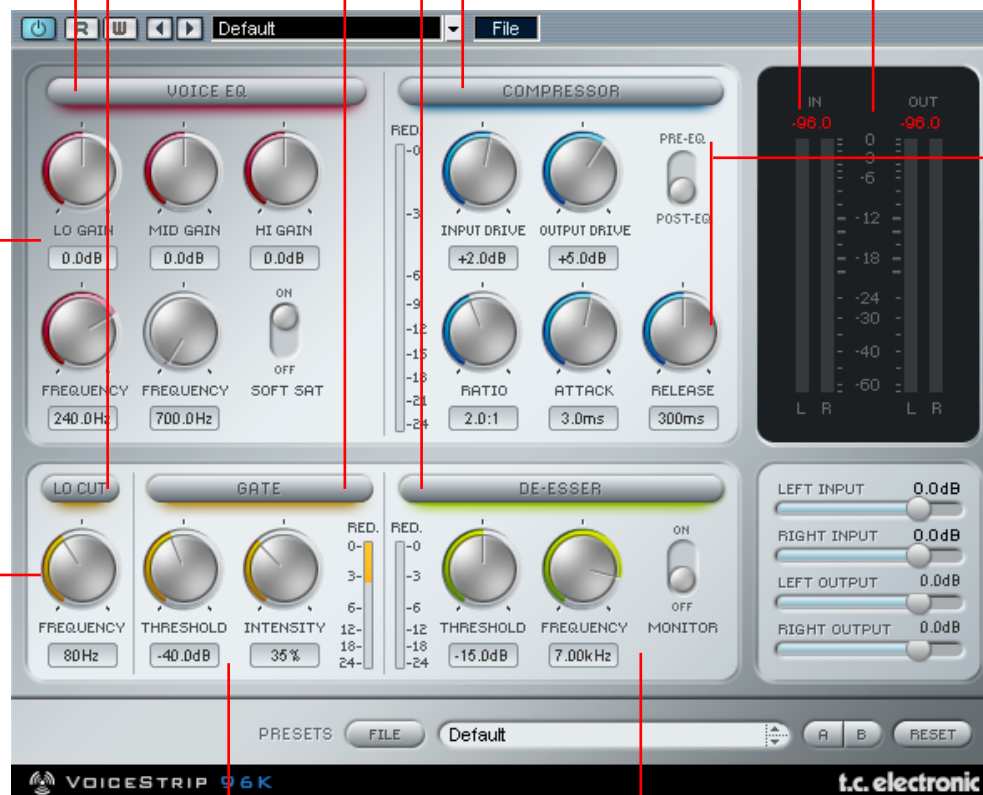 R W Default File
VOICE EQ
COMPRESSOR
IN OUT
-96.0 -96.0
RED.
-0
-3
-6
-9
-12
-15
-18
-21
-24
LO GAIN MID GAIN HI GAIN
0.0dB 0.0dB 0.0dB
ON
OFF
FREQUENCY FREQUENCY SOFT SAT
240.0Hz 700.0Hz
PRE-EQ
POST-EQ
INPUT DRIVE OUTPUT DRIVE
+2.0dB +5.0dB
RATIO ATTACK RELEASE
2.0:1 3.0ms 300ms
0
-3
-6
-12
-18
-24
-30
-40
-60
L R L R
LO CUT GATE DE-ESSER
FREQUENCY THRESHOLD INTENSITY
80Hz -40.0dB 35%
RED. RED.
0- -0
3- -3
6- -6
12- -12
18- -18
24- -24
THRESHOLD FREQUENCY MONITOR
-15.0dB 7.00kHz
ON
OFF
LEFT INPUT 0.0dB
RIGHT INPUT 0.0dB
LEFT OUTPUT 0.0dB
RIGHT OUTPUT 0.0dB
PRESETS FILE Default A B RESET
VOICESTRIP 96K t.c. electronic